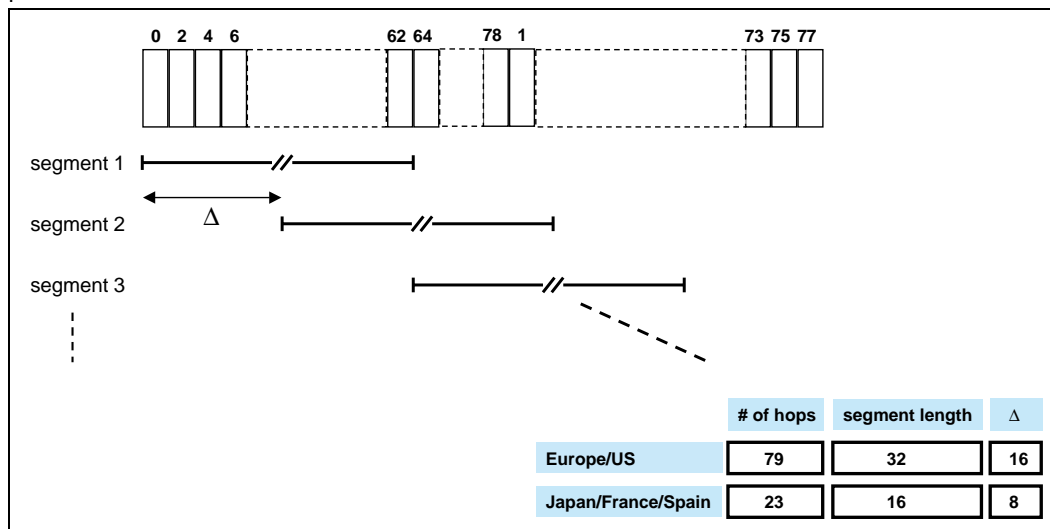 0 2 4 6 62 64 78 1 73 75 77
segment 1
Δ
segment 2
segment 3
# of hops segment length Δ
Europe/US 79 32 16
Japan/France/Spain 23 16 8